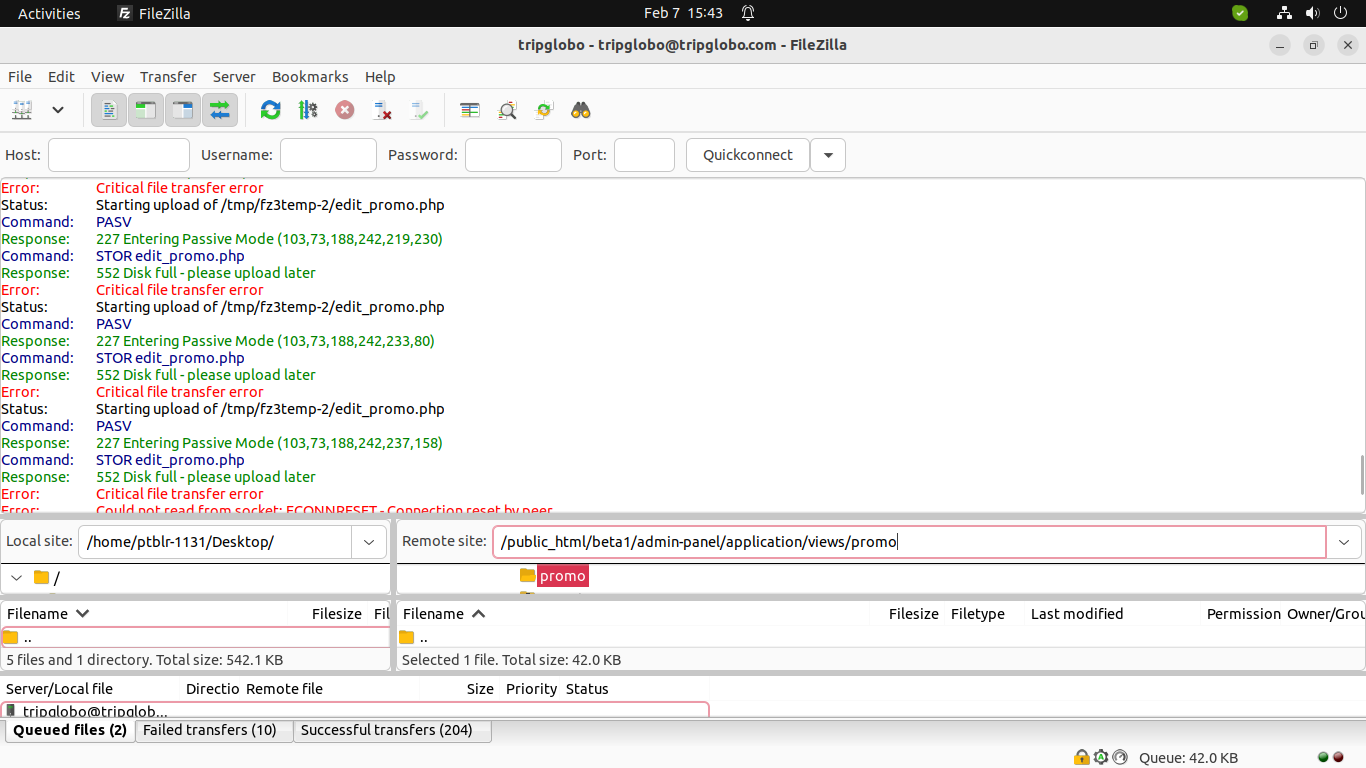 Activities FileZilla Feb 7 15:43
tripglobo - tripglobo@tripglobo.com - FileZilla
File Edit View Transfer Server Bookmarks Help
Host: Username: Password: Port: Quickconnect
Error: Critical file transfer error
Status: Starting upload of /tmp/fz3temp-2/edit_promo.php
Command: PASV
Response: 227 Entering Passive Mode (103,73,188,242,219,230)
Command: STOR edit_promo.php
Response: 552 Disk full - please upload later
Error: Critical file transfer error
Status: Starting upload of /tmp/fz3temp-2/edit_promo.php
Command: PASV
Response: 227 Entering Passive Mode (103,73,188,242,233,80)
Command: STOR edit_promo.php
Response: 552 Disk full - please upload later
Error: Critical file transfer error
Status: Starting upload of /tmp/fz3temp-2/edit_promo.php
Command: PASV
Response: 227 Entering Passive Mode (103,73,188,242,237,158)
Command: STOR edit_promo.php
Response: 552 Disk full - please upload later
Error: Critical file transfer error
Error: Could not read from socket: ECONNRESET - Connection reset by peer
Local site: /home/ptblr-1131/Desktop/ Remote site: /public_html/beta1/admin-panel/application/views/promo
/ promo
Filename Filesize Fil Filename Filesize Filetype Last modified Permission Owner/Grou
.. ..
5 files and 1 directory. Total size: 542.1 KB Selected 1 file. Total size: 42.0 KB
Server/Local file Directio Remote file Size Priority Status
tripglobo@tripglob...
Queued files (2) Failed transfers (10) Successful transfers (204)
Queue: 42.0 KB